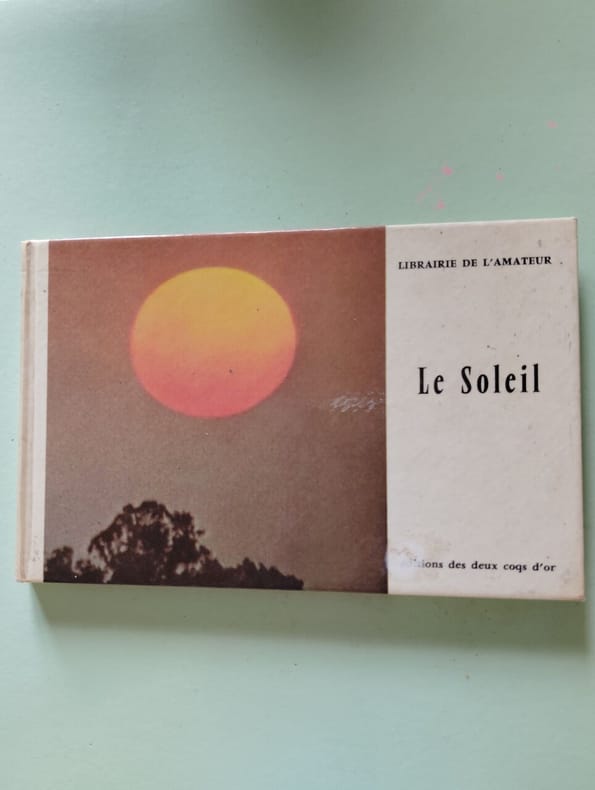 LIBRAIRIE DE L'AMATEUR
Le Soleil
des deux coqs d'or